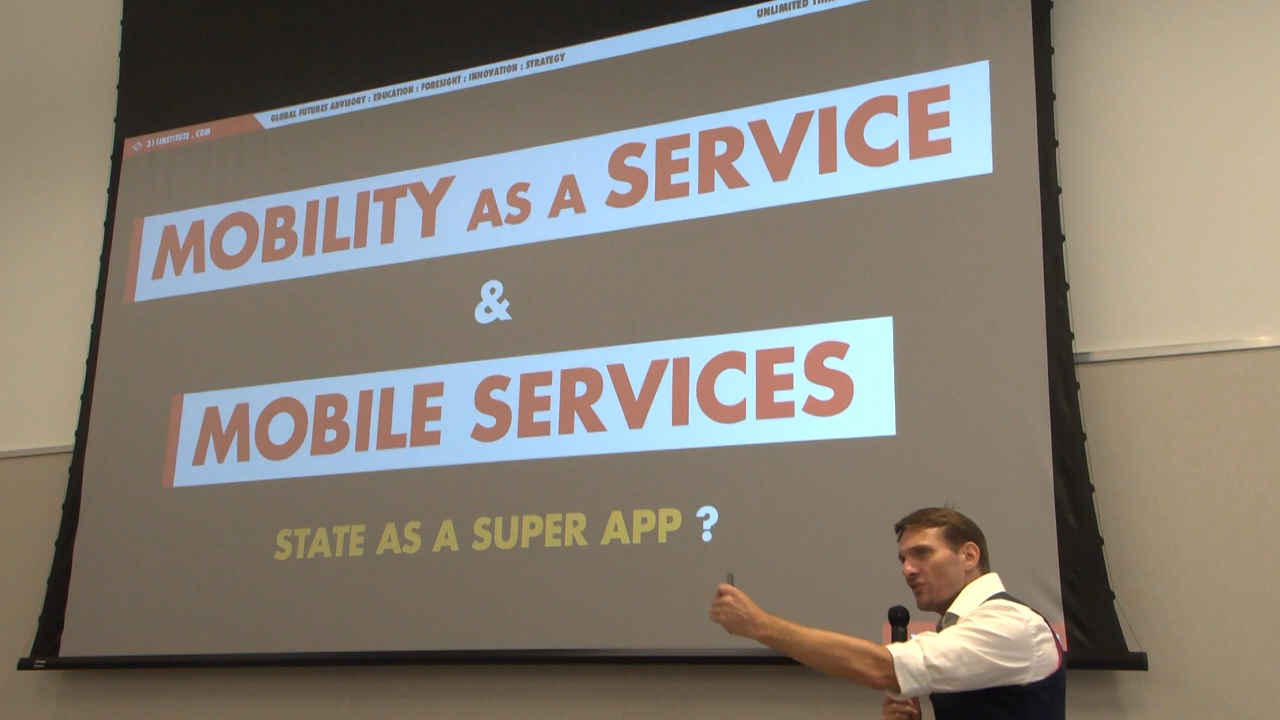 UNLIMITED
GLOBAL FUTURES ADVISORY : EDUCATION : FORESIGHT : INNOVATION : STRATEGY
311INSTITUTE . COM
MOBILITY AS A SERVICE
&
MOBILE SERVICES
STATE AS A SUPER APP ?